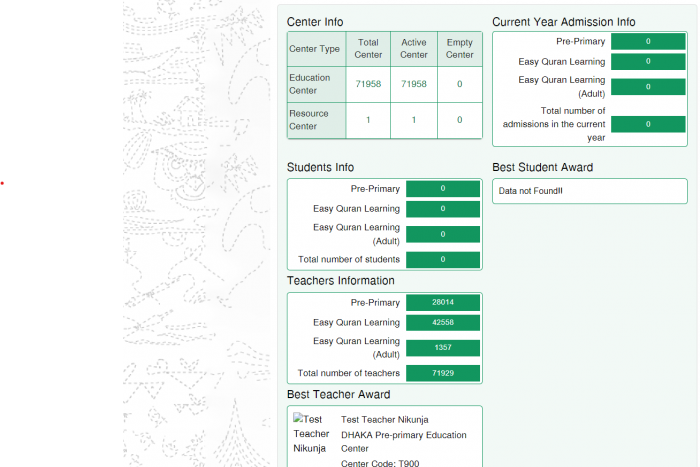 Center Info
Center Type Total Center Active Center Empty Center
Education Center 71958 71958 0
Resource Center 1 1 0
Current Year Admission Info
Pre-Primary 0
Easy Quran Learning 0
Easy Quran Learning (Adult) 0
Total number of admissions in the current year 0
Students Info
Pre-Primary 0
Easy Quran Learning 0
Easy Quran Learning (Adult) 0
Total number of students 0
Best Student Award
Data not Found!!
Teachers Information
Pre-Primary 28014
Easy Quran Learning 42558
Easy Quran Learning (Adult) 1357
Total number of teachers 71929
Best Teacher Award
Test Teacher Nikunja
Test Teacher Nikunja
DHAKA Pre-primary Education Center
Center Code: T900